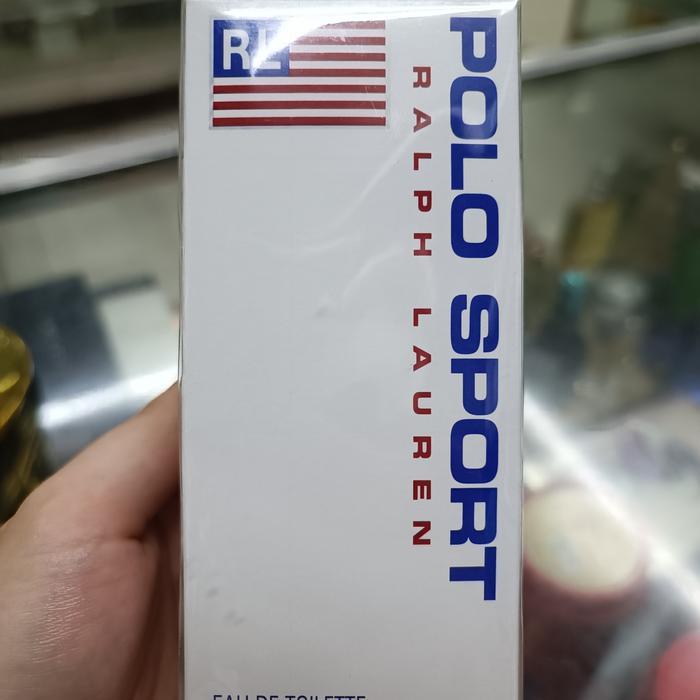 RL
POLO SPORT
RALPH LAUREN
EAU DE TOILETTE